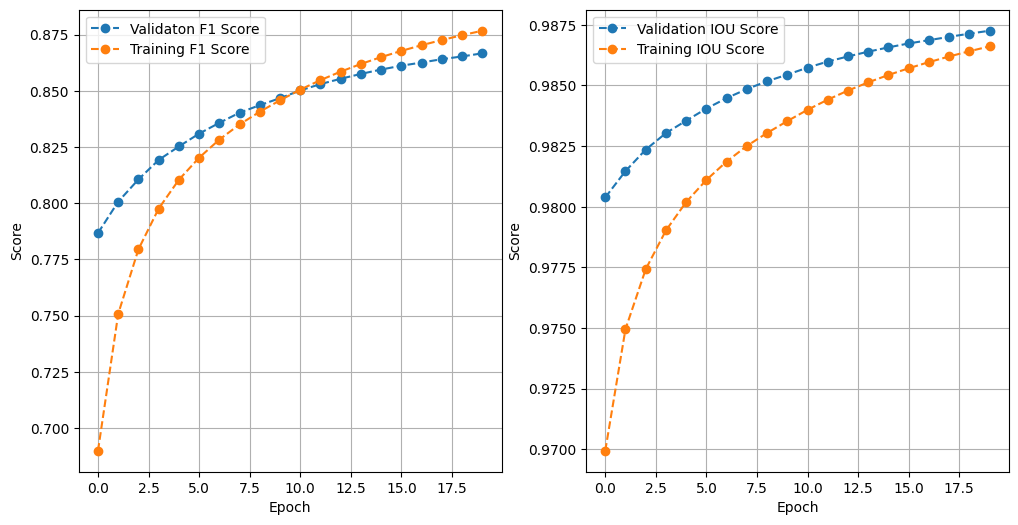 Validaton F1 Score
Training F1 Score
0.875
0.850
0.825
0.800
0.775
0.750
0.725
0.700
Score
0.0 2.5 5.0 7.5 10.0 12.5 15.0 17.5
Epoch
Validation IOU Score
Training IOU Score
0.9875
0.9850
0.9825
0.9800
0.9775
0.9750
0.9725
0.9700
Score
0.0 2.5 5.0 7.5 10.0 12.5 15.0 17.5
Epoch